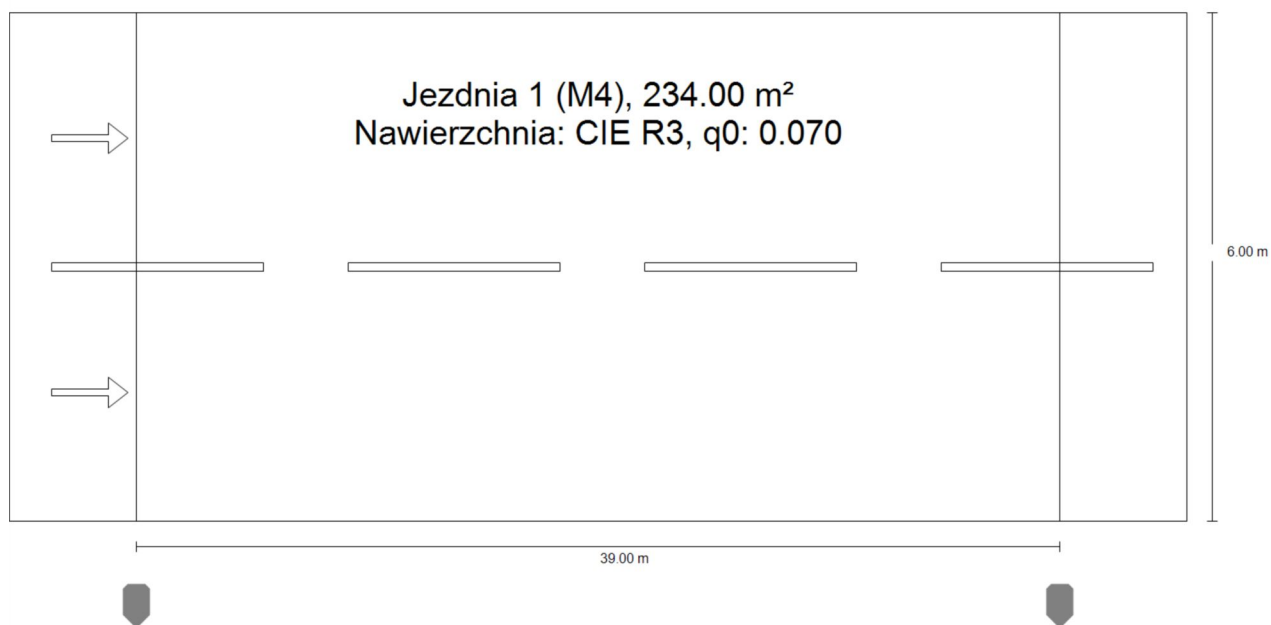 Jezdnia 1 (M4), 234.00 m²
Nawierzchnia: CIE R3, q0: 0.070
6.00 m
39.00 m